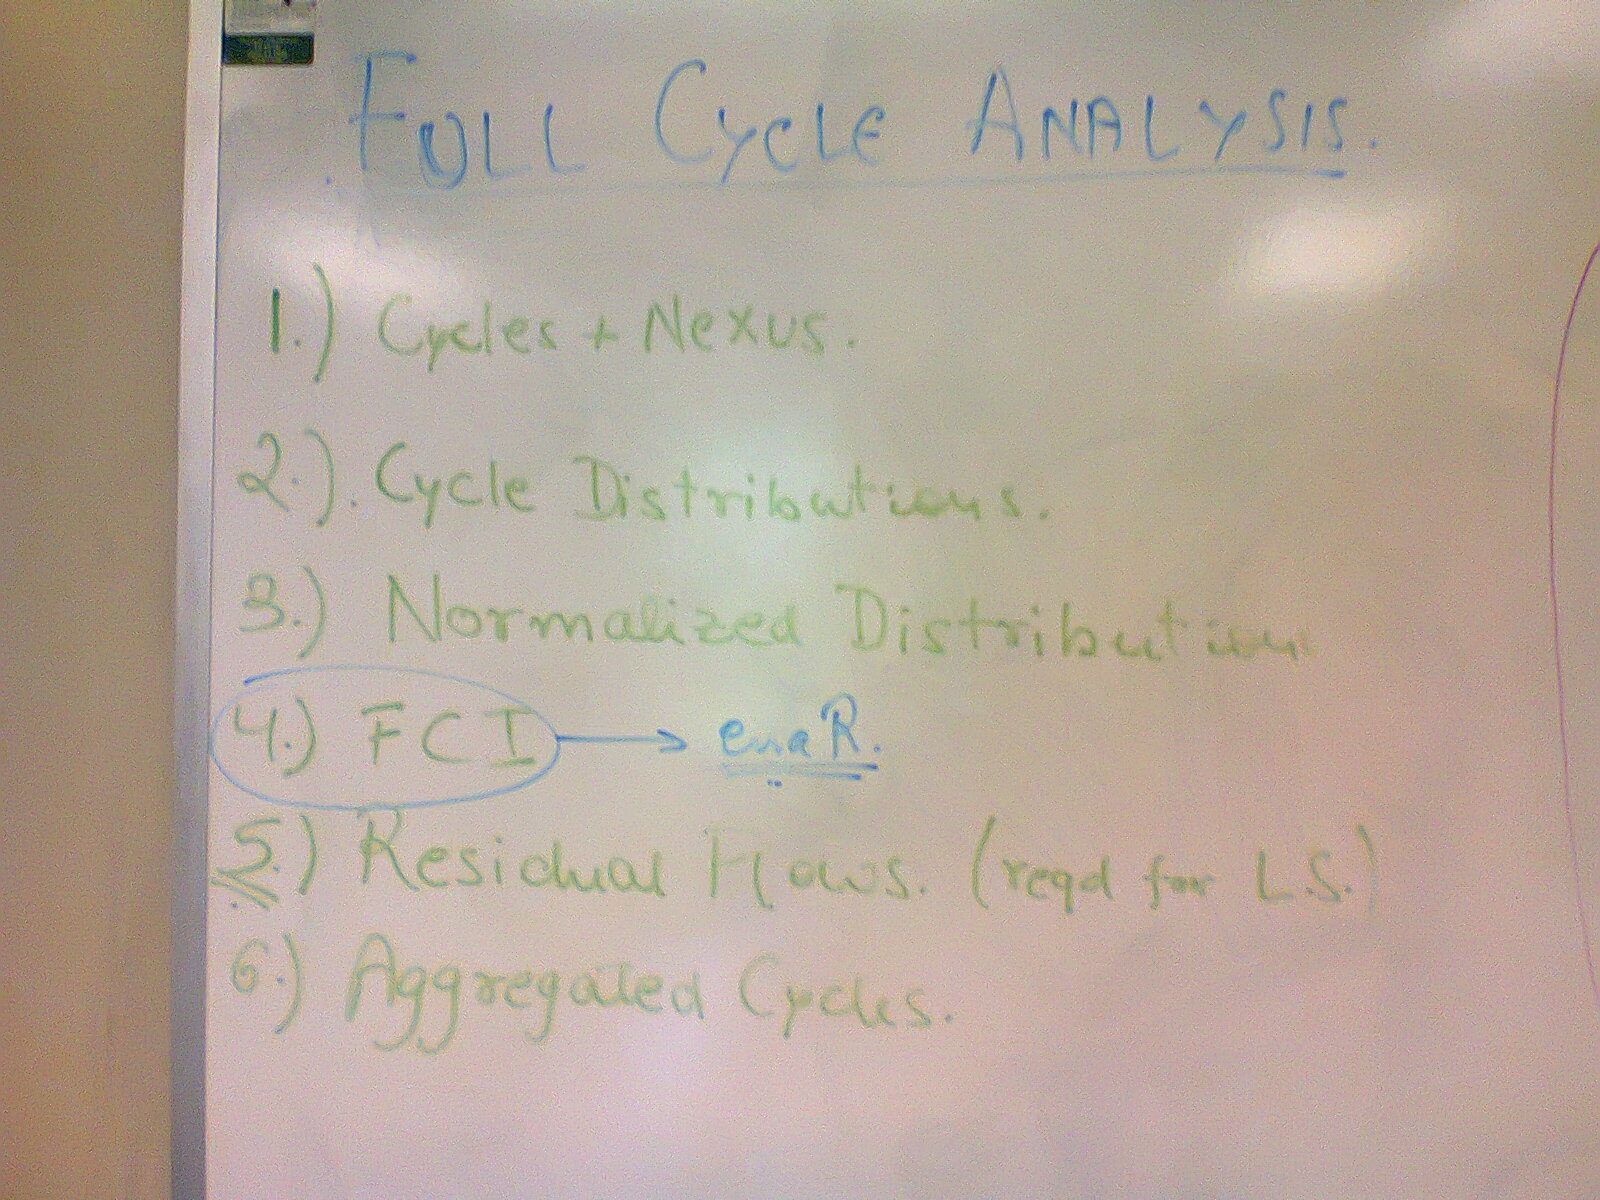 FULL CYCLE ANALYSIS.
1.) Cycles + Nexus.
2.). Cycle Distributions.
3.) Normalized Distribution
4.) FCI → enaR.
5.) Residual Flows. (reqd for L.S.)
6.) Aggregated Cycles.